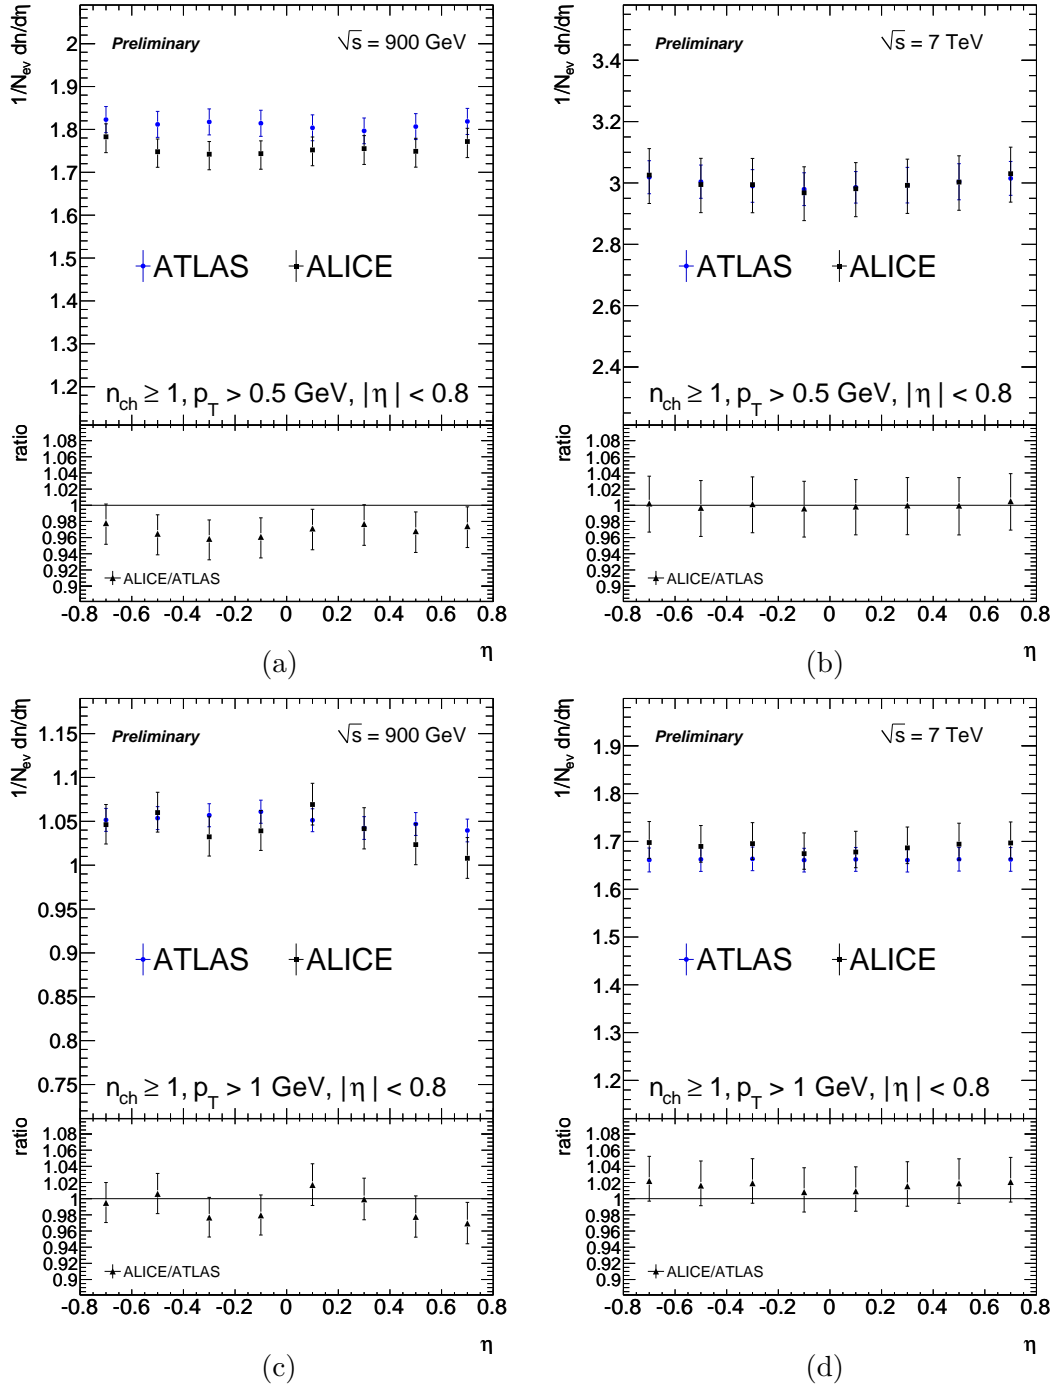 1/N_ev dn/dη
2
1.9
1.8
1.7
1.6
1.5
1.4
1.3
1.2
Preliminary
√s = 900 GeV
ATLAS
ALICE
n_ch ≥ 1, p_T > 0.5 GeV, |η| < 0.8
ratio
1.08
1.06
1.04
1.02
1
0.98
0.96
0.94
0.92
0.9
ALICE/ATLAS
-0.8 -0.6 -0.4 -0.2 0 0.2 0.4 0.6 0.8
η
(a)
1/N_ev dn/dη
3.4
3.2
3.0
2.8
2.6
2.4
Preliminary
√s = 7 TeV
ATLAS
ALICE
n_ch ≥ 1, p_T > 0.5 GeV, |η| < 0.8
ratio
1.08
1.06
1.04
1.02
1
0.98
0.96
0.94
0.92
0.9
ALICE/ATLAS
-0.8 -0.6 -0.4 -0.2 0 0.2 0.4 0.6 0.8
η
(b)
1/N_ev dn/dη
1.15
1.1
1.05
1
0.95
0.9
0.85
0.8
0.75
Preliminary
√s = 900 GeV
ATLAS
ALICE
n_ch ≥ 1, p_T > 1 GeV, |η| < 0.8
ratio
1.08
1.06
1.04
1.02
1
0.98
0.96
0.94
0.92
0.9
ALICE/ATLAS
-0.8 -0.6 -0.4 -0.2 0 0.2 0.4 0.6 0.8
η
(c)
1/N_ev dn/dη
1.9
1.8
1.7
1.6
1.5
1.4
1.3
1.2
Preliminary
√s = 7 TeV
ATLAS
ALICE
n_ch ≥ 1, p_T > 1 GeV, |η| < 0.8
ratio
1.08
1.06
1.04
1.02
1
0.98
0.96
0.94
0.92
0.9
ALICE/ATLAS
-0.8 -0.6 -0.4 -0.2 0 0.2 0.4 0.6 0.8
η
(d)